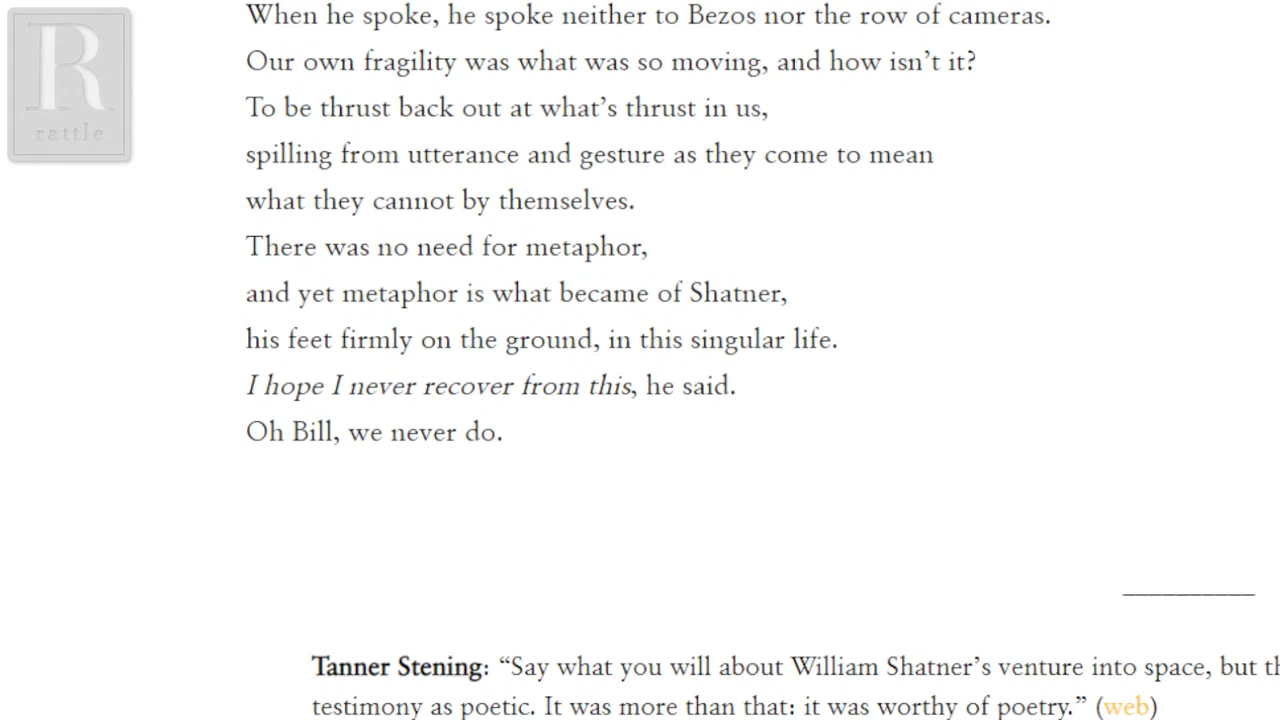 R
rattle
When he spoke, he spoke neither to Bezos nor the row of cameras.
Our own fragility was what was so moving, and how isn’t it?
To be thrust back out at what’s thrust in us,
spilling from utterance and gesture as they come to mean
what they cannot by themselves.
There was no need for metaphor,
and yet metaphor is what became of Shatner,
his feet firmly on the ground, in this singular life.
I hope I never recover from this, he said.
Oh Bill, we never do.
Tanner Stening: “Say what you will about William Shatner’s venture into space, but
testimony as poetic. It was more than that: it was worthy of poetry.” (web)